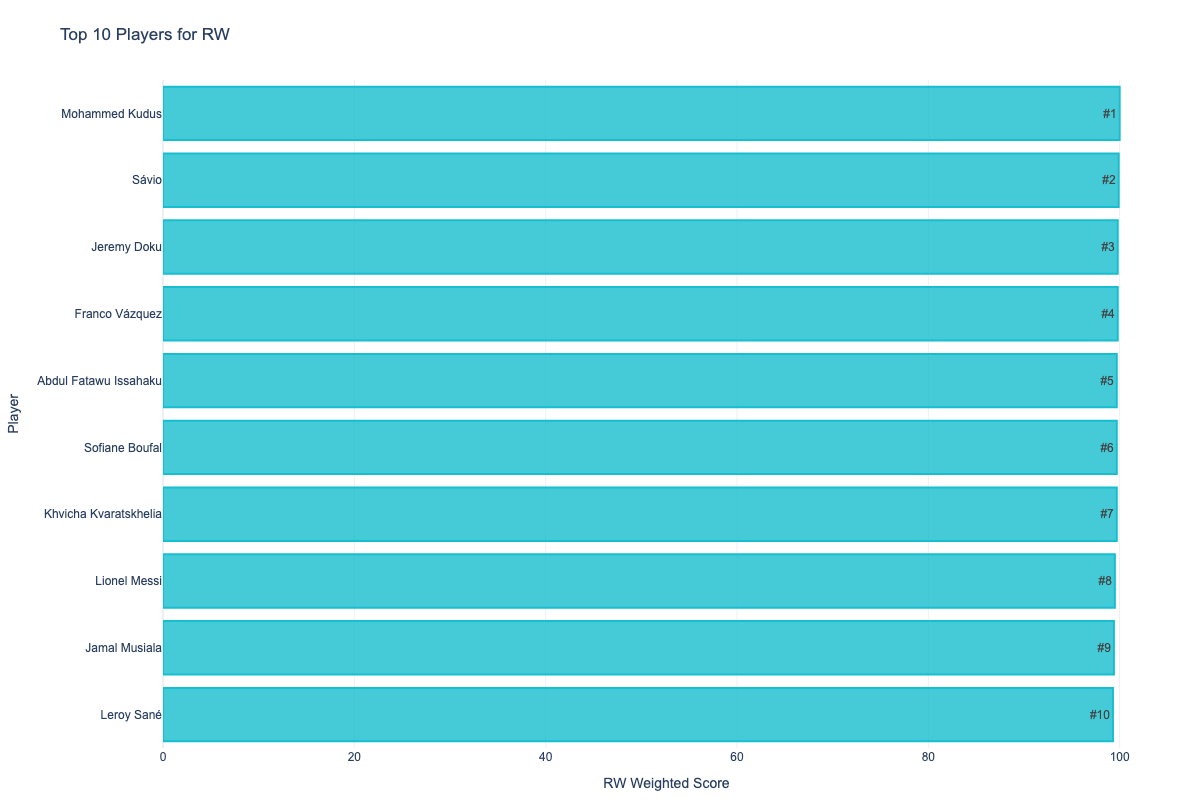 Top 10 Players for RW
Player
Mohammed Kudus #1
Sávio #2
Jeremy Doku #3
Franco Vázquez #4
Abdul Fatawu Issahaku #5
Sofiane Boufal #6
Khvicha Kvaratskhelia #7
Lionel Messi #8
Jamal Musiala #9
Leroy Sané #10
0 20 40 60 80 100
RW Weighted Score